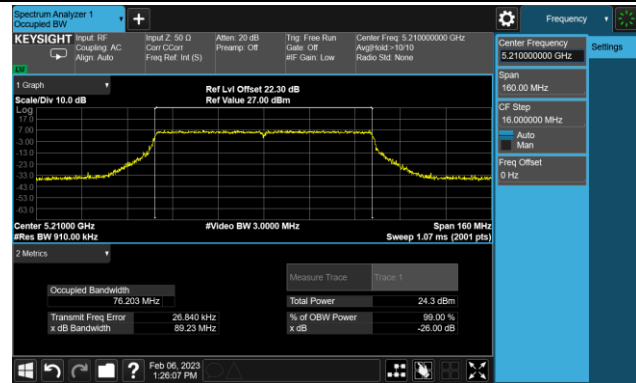 Spectrum Analyzer 1
Occupied BW
Frequency
KEYSIGHT
Input: RF
Coupling: AC
Align: Auto
Input Z: 50 Ω
Corr CCorr
Freq Ref: Int (S)
Atten: 20 dB
Preamp: Off
Trig: Free Run
Gate: Off
#IF Gain: Low
Center Freq: 5.210000000 GHz
Avg|Hold:>10/10
Radio Std: None
Center Frequency
5.210000000 GHz
Settings
Span
160.00 MHz
CF Step
16.000000 MHz
Auto
Man
Freq Offset
0 Hz
1 Graph
Scale/Div 10.0 dB
Ref Lvl Offset 22.30 dB
Ref Value 27.00 dBm
Log
17.0
7.00
-3.00
-13.0
-23.0
-33.0
-43.0
-53.0
-63.0
Center 5.21000 GHz
#Video BW 3.0000 MHz
Span 160 MHz
#Res BW 910.00 kHz
Sweep 1.07 ms (2001 pts)
2 Metrics
Measure Trace
Trace 1
Occupied Bandwidth
76.203 MHz
Total Power
24.3 dBm
Transmit Freq Error
26.840 kHz
% of OBW Power
99.00 %
x dB Bandwidth
89.23 MHz
x dB
-26.00 dB
Feb 06, 2023
1:26:07 PM